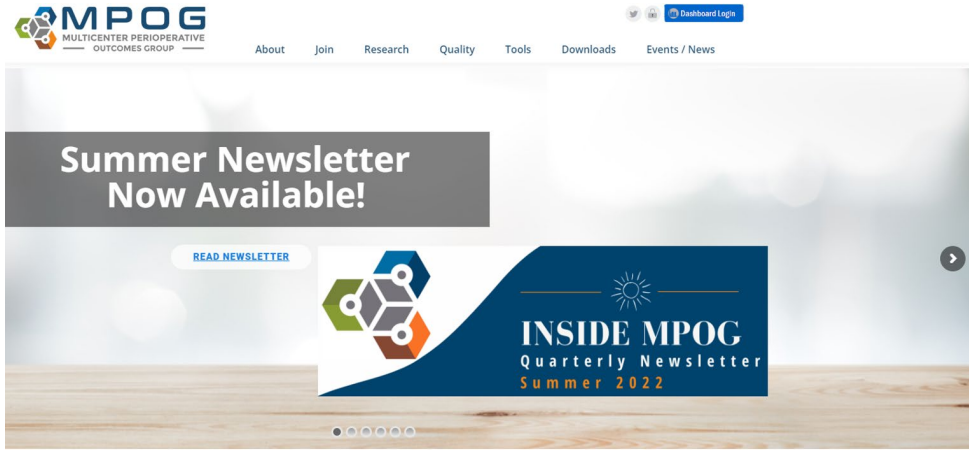 MPOG
MULTICENTER PERIOPERATIVE
OUTCOMES GROUP
Dashboard Login
About Join Research Quality Tools Downloads Events / News
Summer Newsletter
Now Available!
READ NEWSLETTER
INSIDE MPOG
Quarterly Newsletter
Summer 2022